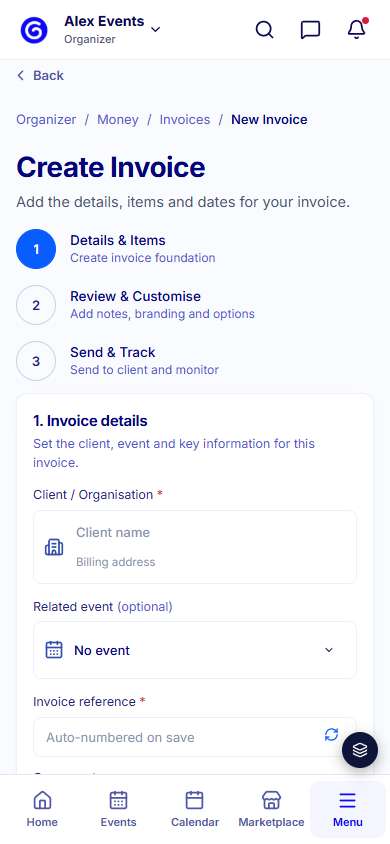 Alex Events
Organizer
Back
Organizer / Money / Invoices / New Invoice
Create Invoice
Add the details, items and dates for your invoice.
1
Details & Items
Create invoice foundation
2
Review & Customise
Add notes, branding and options
3
Send & Track
Send to client and monitor
1. Invoice details
Set the client, event and key information for this
invoice.
Client / Organisation *
Client name
Billing address
Related event (optional)
No event
Invoice reference *
Auto-numbered on save
Home Events Calendar Marketplace Menu